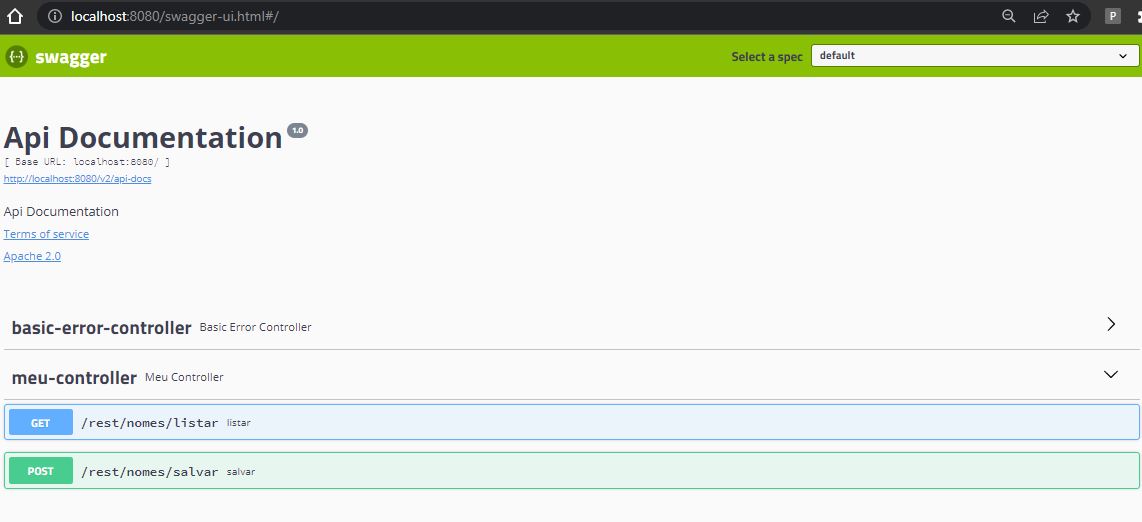 localhost:8080/swagger-ui.html#/
P
{··} swagger
Select a spec default
Api Documentation 1.0
[ Base URL: localhost:8080/ ]
http://localhost:8080/v2/api-docs
Api Documentation
Terms of service
Apache 2.0
basic-error-controller Basic Error Controller
meu-controller Meu Controller
GET /rest/nomes/listar listar
POST /rest/nomes/salvar salvar